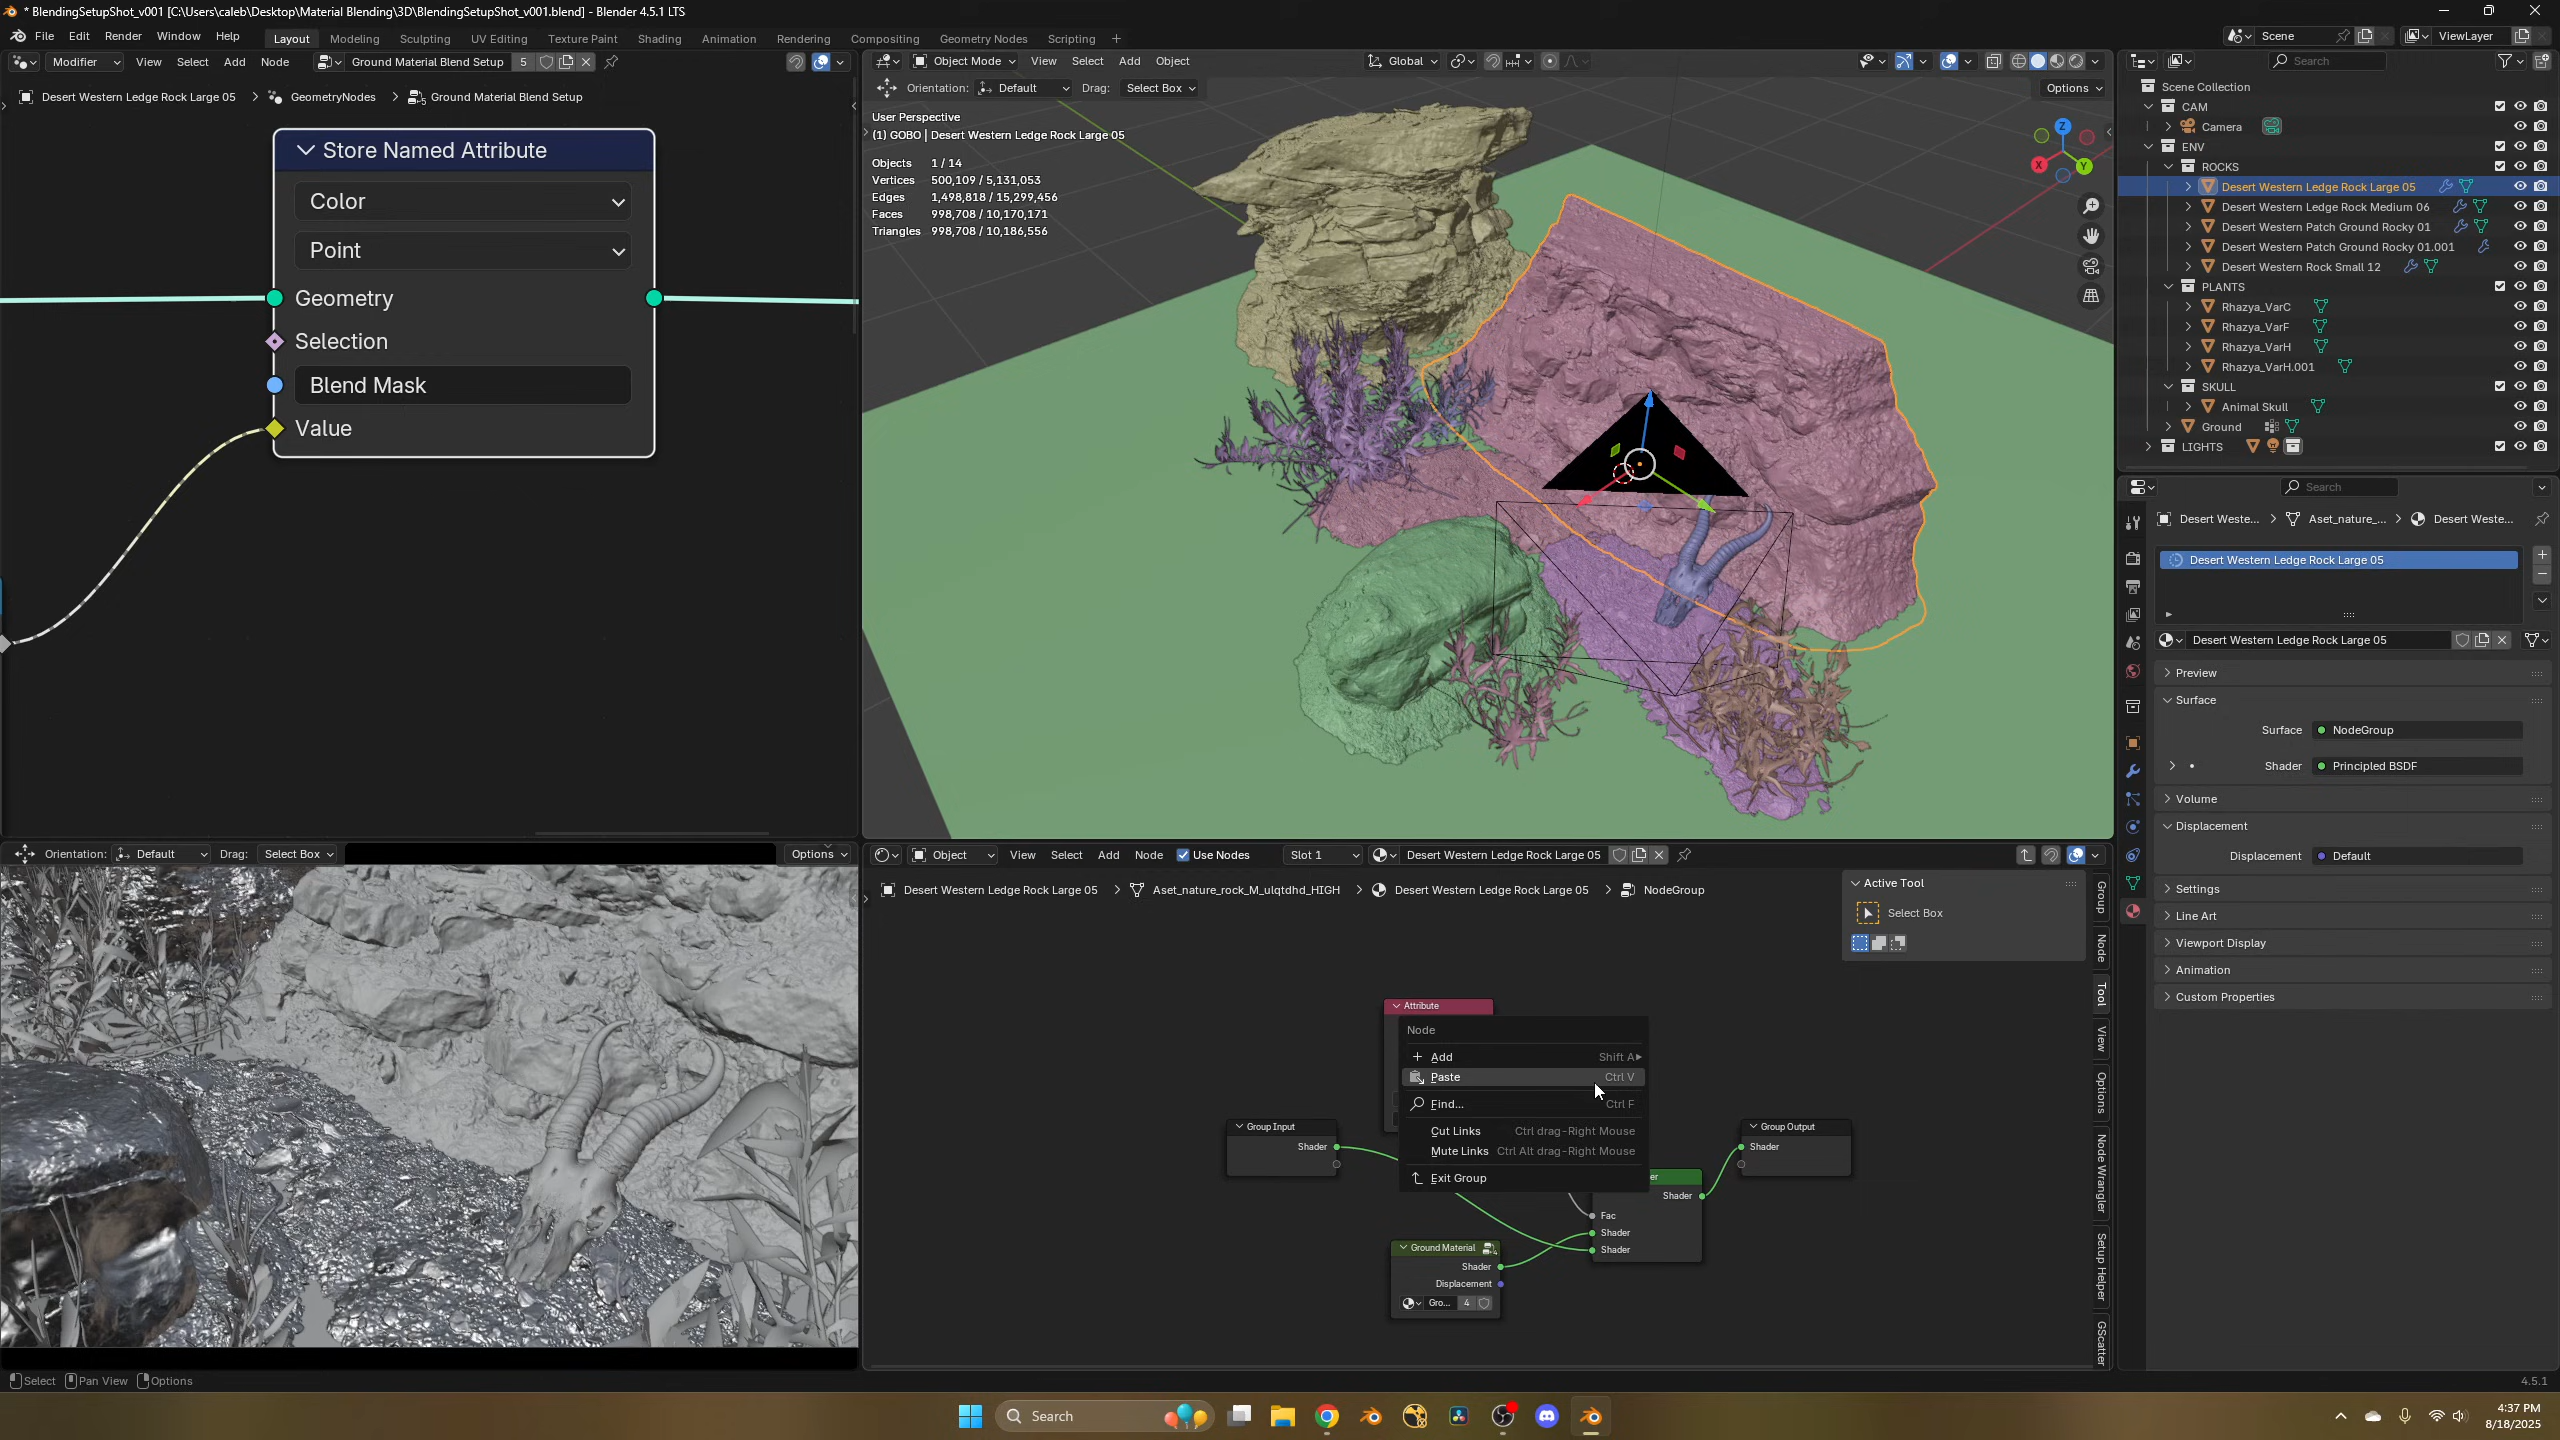 * BlendingSetupShot_v001 [C:\Users\caleb\Desktop\Material Blending\3D\BlendingSetupShot_v001.blend] - Blender 4.5.1 LTS
File Edit Render Window Help
Layout Modeling Sculpting UV Editing Texture Paint Shading Animation Rendering Compositing Geometry Nodes Scripting +
Scene
ViewLayer
Modifier View Select Add Node
Ground Material Blend Setup 5
Desert Western Ledge Rock Large 05 > GeometryNodes > Ground Material Blend Setup
Store Named Attribute
Color
Point
Geometry
Selection
Blend Mask
Value
Object Mode View Select Add Object
Global
Orientation: Default Drag: Select Box
Options
User Perspective
(1) GOBO | Desert Western Ledge Rock Large 05
Objects 1 / 14
Vertices 500,109 / 5,131,053
Edges 1,498,818 / 15,299,456
Faces 998,708 / 10,170,171
Triangles 998,708 / 10,186,556
Z
X
Y
Search
Scene Collection
CAM
Camera
ENV
ROCKS
Desert Western Ledge Rock Large 05
Desert Western Ledge Rock Medium 06
Desert Western Patch Ground Rocky 01
Desert Western Patch Ground Rocky 01.001
Desert Western Rock Small 12
PLANTS
Rhazya_VarC
Rhazya_VarF
Rhazya_VarH
Rhazya_VarH.001
SKULL
Animal Skull
Ground
LIGHTS
Search
Desert Weste... > Aset_nature_... > Desert Weste...
Desert Western Ledge Rock Large 05
Desert Western Ledge Rock Large 05
Preview
Surface
Surface NodeGroup
Shader Principled BSDF
Volume
Displacement
Displacement Default
Settings
Line Art
Viewport Display
Animation
Custom Properties
Orientation: Default Drag: Select Box
Options
Object View Select Add Node Use Nodes Slot 1 Desert Western Ledge Rock Large 05
Desert Western Ledge Rock Large 05 > Aset_nature_rock_M_ulqtdhd_HIGH > Desert Western Ledge Rock Large 05 > NodeGroup
Active Tool
Select Box
Group
Node
Tool
View
Options
Node Wrangler
Setup Helper
GScatter
Attribute
Node
Add Shift A
Paste Ctrl V
Find... Ctrl F
Cut Links Ctrl drag-Right Mouse
Mute Links Ctrl Alt drag-Right Mouse
Exit Group
Group Input
Shader
Group Output
Shader
er
Shader
Fac
Shader
Shader
Ground Material
Shader
Displacement
Gro... 4
Select Pan View Options
4.5.1
Search
4:37 PM
8/18/2025